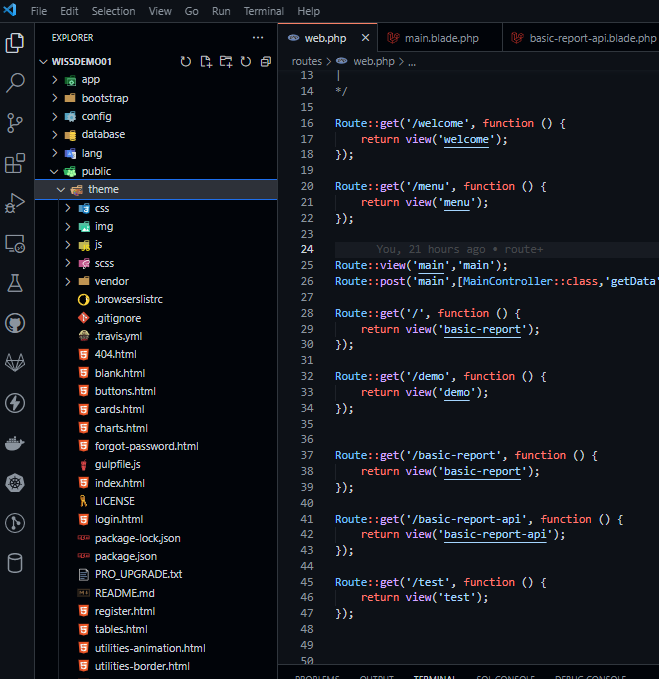 File Edit Selection View Go Run Terminal Help
EXPLORER
WISSDEMO01
app
bootstrap
config
database
lang
public
theme
css
img
js
scss
vendor
.browserslistrc
.gitignore
.travis.yml
404.html
blank.html
buttons.html
cards.html
charts.html
forgot-password.html
gulpfile.js
index.html
LICENSE
login.html
package-lock.json
package.json
PRO_UPGRADE.txt
README.md
register.html
tables.html
utilities-animation.html
utilities-border.html
web.php main.blade.php basic-report-api.blade.php
routes > web.php > ...
13 |
14 */
15
16 Route::get('/welcome', function () {
17     return view('welcome');
18 });
19
20 Route::get('/menu', function () {
21     return view('menu');
22 });
23
24 You, 21 hours ago • route+
25 Route::view('main','main');
26 Route::post('main',[MainController::class,'getData'
27
28 Route::get('/', function () {
29     return view('basic-report');
30 });
31
32 Route::get('/demo', function () {
33     return view('demo');
34 });
35
36
37 Route::get('/basic-report', function () {
38     return view('basic-report');
39 });
40
41 Route::get('/basic-report-api', function () {
42     return view('basic-report-api');
43 });
44
45 Route::get('/test', function () {
46     return view('test');
47 });
48
49
50
PROBLEMS OUTPUT TERMINAL SQL CONSOLE DEBUG CONSOLE